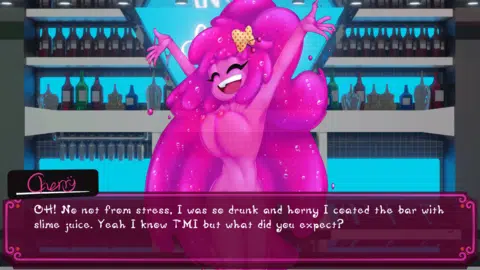 Cherry
OH! No not from stress, I was so drunk and horny I coated the bar with
slime juice. Yeah I know TMI but what did you expect?